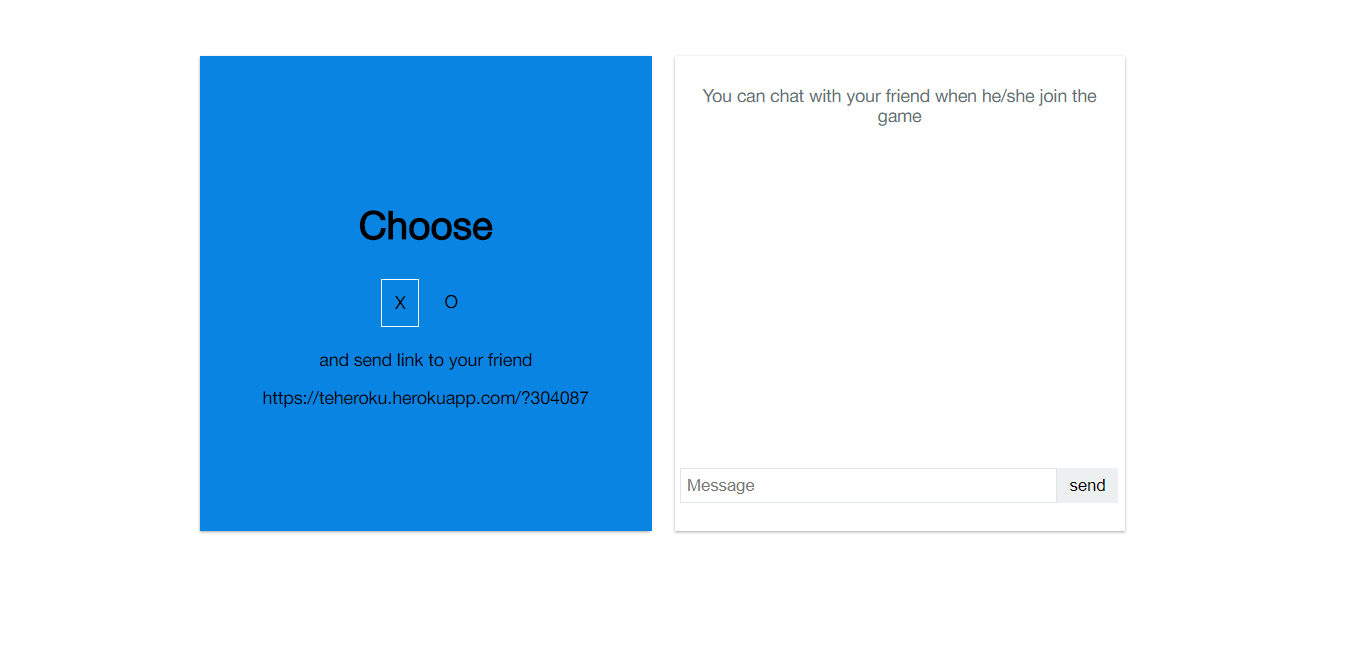 Choose
X O
and send link to your friend
https://teheroku.herokuapp.com/?304087
You can chat with your friend when he/she join the
game
Message
send